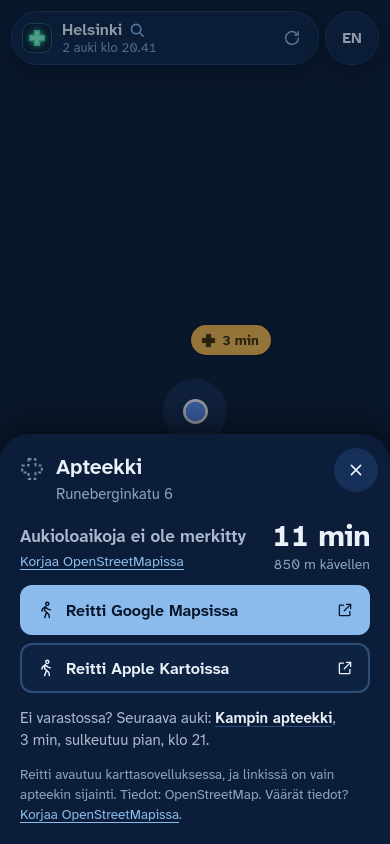 Helsinki
2 auki klo 20.41
EN
3 min
Apteekki
Runeberginkatu 6
Aukioloaikoja ei ole merkitty
11 min
Korjaa OpenStreetMapissa
850 m kävellen
Reitti Google Mapsissa
Reitti Apple Kartoissa
Ei varastossa? Seuraava auki: Kampin apteekki,
3 min, sulkeutuu pian, klo 21.
Reitti avautuu karttasovelluksessa, ja linkissä on vain
apteekin sijainti. Tiedot: OpenStreetMap. Väärät tiedot?
Korjaa OpenStreetMapissa.